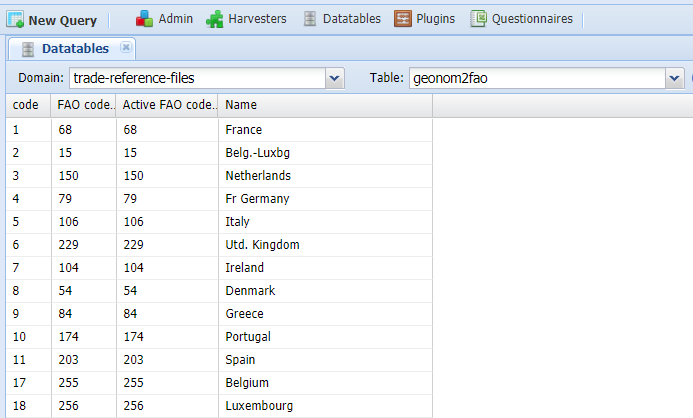 New Query Admin Harvesters Datatables Plugins Questionnaires
Datatables
Domain: trade-reference-files Table: geonom2fao
code FAO code.. Active FAO code.. Name
1 68 68 France
2 15 15 Belg.-Luxbg
3 150 150 Netherlands
4 79 79 Fr Germany
5 106 106 Italy
6 229 229 Utd. Kingdom
7 104 104 Ireland
8 54 54 Denmark
9 84 84 Greece
10 174 174 Portugal
11 203 203 Spain
17 255 255 Belgium
18 256 256 Luxembourg